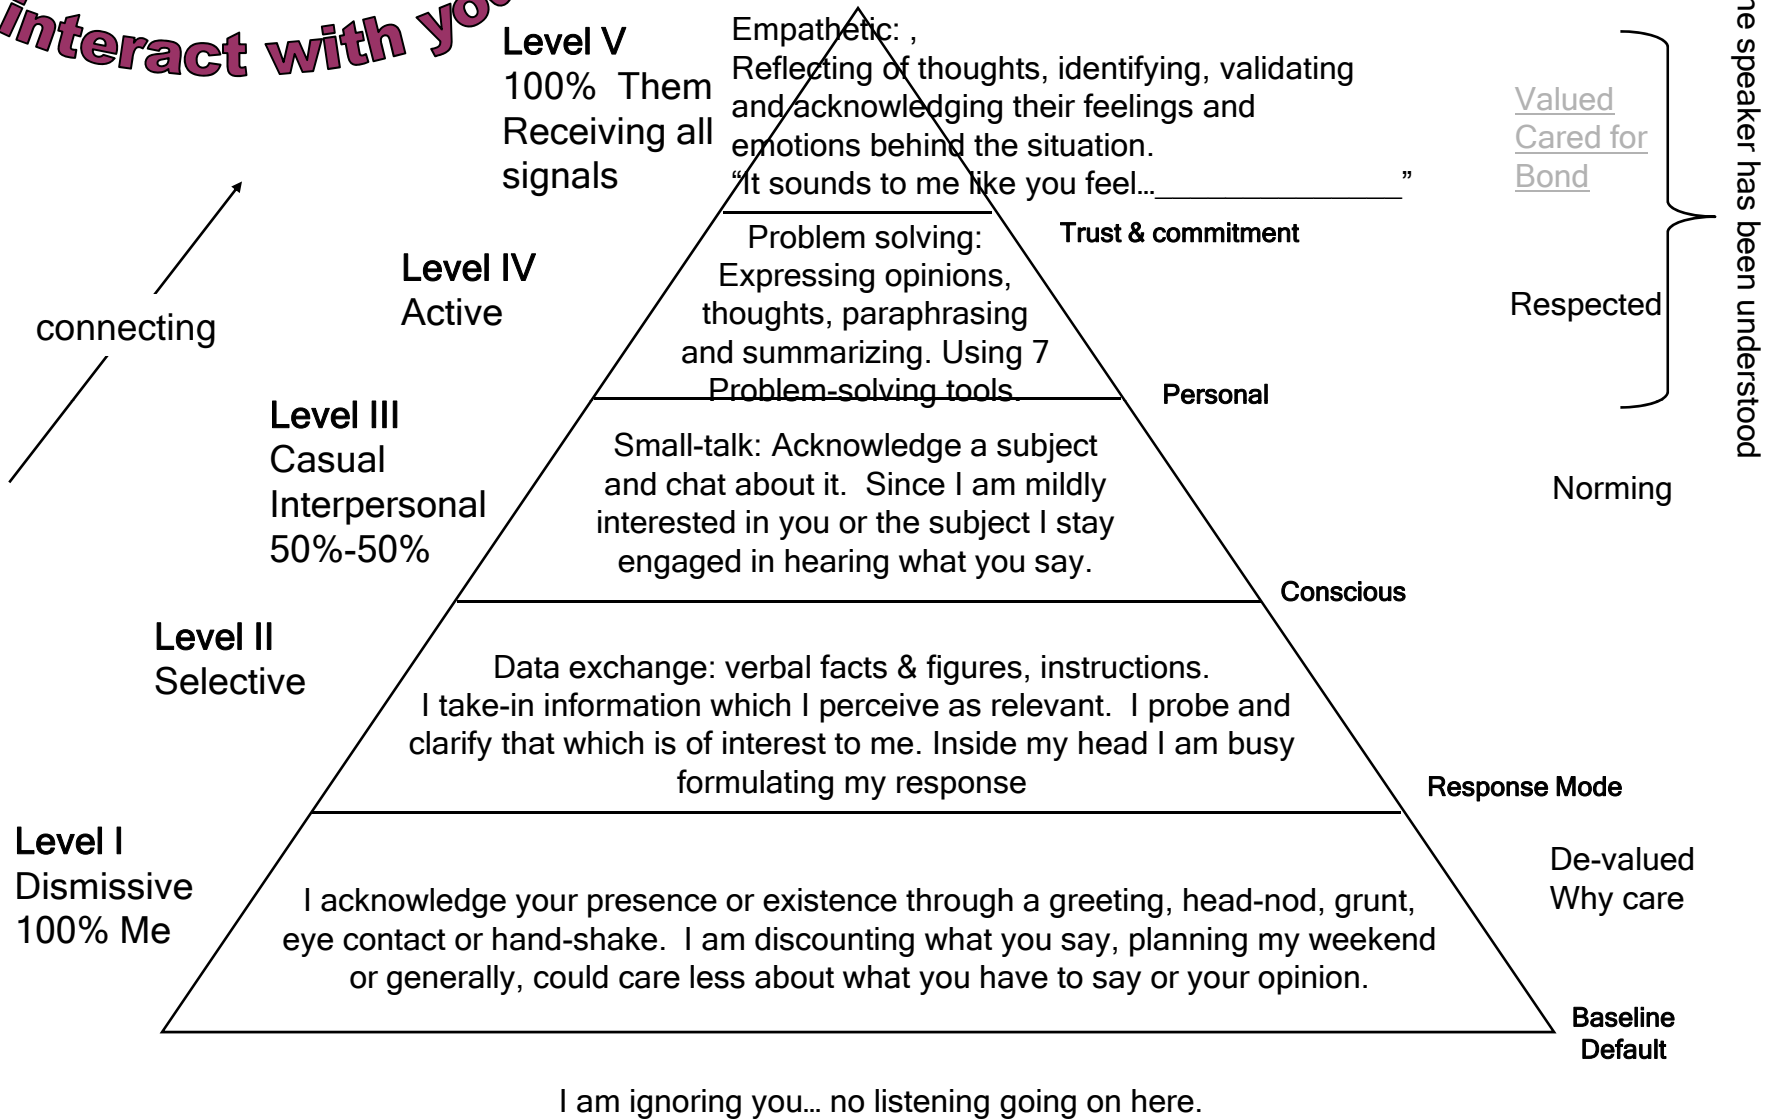 interact with
Level V
100%  Them
Receiving all
signals
Empathetic: ,
Reflecting of thoughts, identifying, validating
and acknowledging their feelings and
emotions behind the situation.
“It sounds to me like you feel…______________”
Valued
Cared for
Bond
speaker has been understood
Trust & commitment
Level IV
Active
Problem solving:
Expressing opinions,
thoughts, paraphrasing
and summarizing. Using 7
Problem-solving tools.
Respected
connecting
Personal
Level III
Casual
Interpersonal
50%-50%
Small-talk: Acknowledge a subject
and chat about it.  Since I am mildly
interested in you or the subject I stay
engaged in hearing what you say.
Norming
Conscious
Level II
Selective
Data exchange: verbal facts & figures, instructions.
I take-in information which I perceive as relevant.  I probe and
clarify that which is of interest to me. Inside my head I am busy
formulating my response
Response Mode
Level I
Dismissive
100% Me
I acknowledge your presence or existence through a greeting, head-nod, grunt,
eye contact or hand-shake.  I am discounting what you say, planning my weekend
or generally, could care less about what you have to say or your opinion.
De-valued
Why care
Baseline
Default
I am ignoring you… no listening going on here.